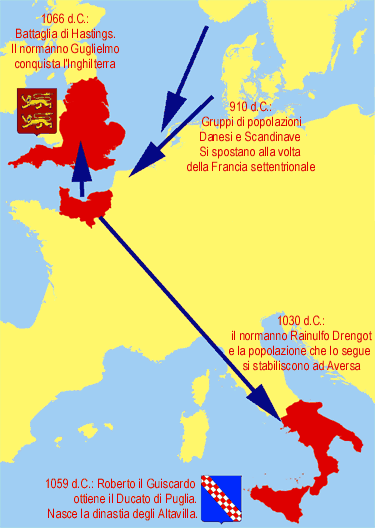 1066 d.C.:
Battaglia di Hastings.
Il normanno Guglielmo
conquista l'Inghilterra
910 d.C.:
Gruppi di popolazioni
Danesi e Scandinave
Si spostano alla volta
della Francia settentrionale
1030 d.C.:
il normanno Rainulfo Drengot
e la popolazione che lo segue
si stabiliscono ad Aversa
1059 d.C.: Roberto il Guiscardo
ottiene il Ducato di Puglia.
Nasce la dinastia degli Altavilla.